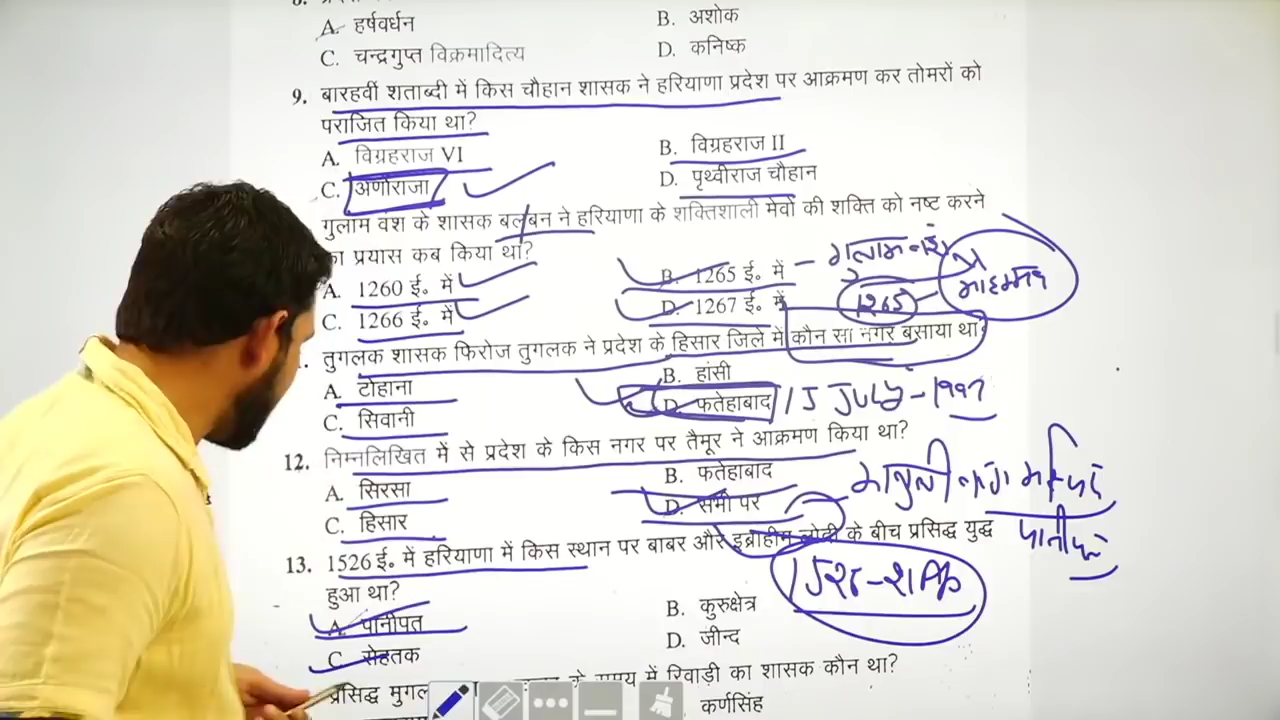 A. हर्षवर्धन B. अशोक
C. चन्द्रगुप्त विक्रमादित्य D. कनिष्क
9. बारहवीं शताब्दी में किस चौहान शासक ने हरियाणा प्रदेश पर आक्रमण कर तोमरों को
पराजित किया था?
A. विग्रहराज VI B. विग्रहराज II
C. अर्णोराजा D. पृथ्वीराज चौहान
गुलाम वंश के शासक बलबन ने हरियाणा के शक्तिशाली मेवों की शक्ति को नष्ट करने
का प्रयास कब किया था?
A. 1260 ई॰ में B. 1265 ई॰ में
C. 1266 ई॰ में D. 1267 ई॰ में
1265
तुगलक शासक फिरोज तुगलक ने प्रदेश के हिसार जिले में कौन सा नगर बसाया था?
A. टोहाना B. हांसी
C. सिवानी D. फतेहाबाद 15 July - 1997
12. निम्नलिखित में से प्रदेश के किस नगर पर तैमूर ने आक्रमण किया था?
A. सिरसा B. फतेहाबाद
C. हिसार D. सभी पर
13. 1526 ई॰ में हरियाणा में किस स्थान पर बाबर और इब्राहीम लोदी के बीच प्रसिद्ध युद्ध
हुआ था?
A. पानीपत B. कुरुक्षेत्र
C. रोहतक D. जीन्द
प्रसिद्ध मुगल के समय में रिवाड़ी का शासक कौन था?
कर्णसिंह